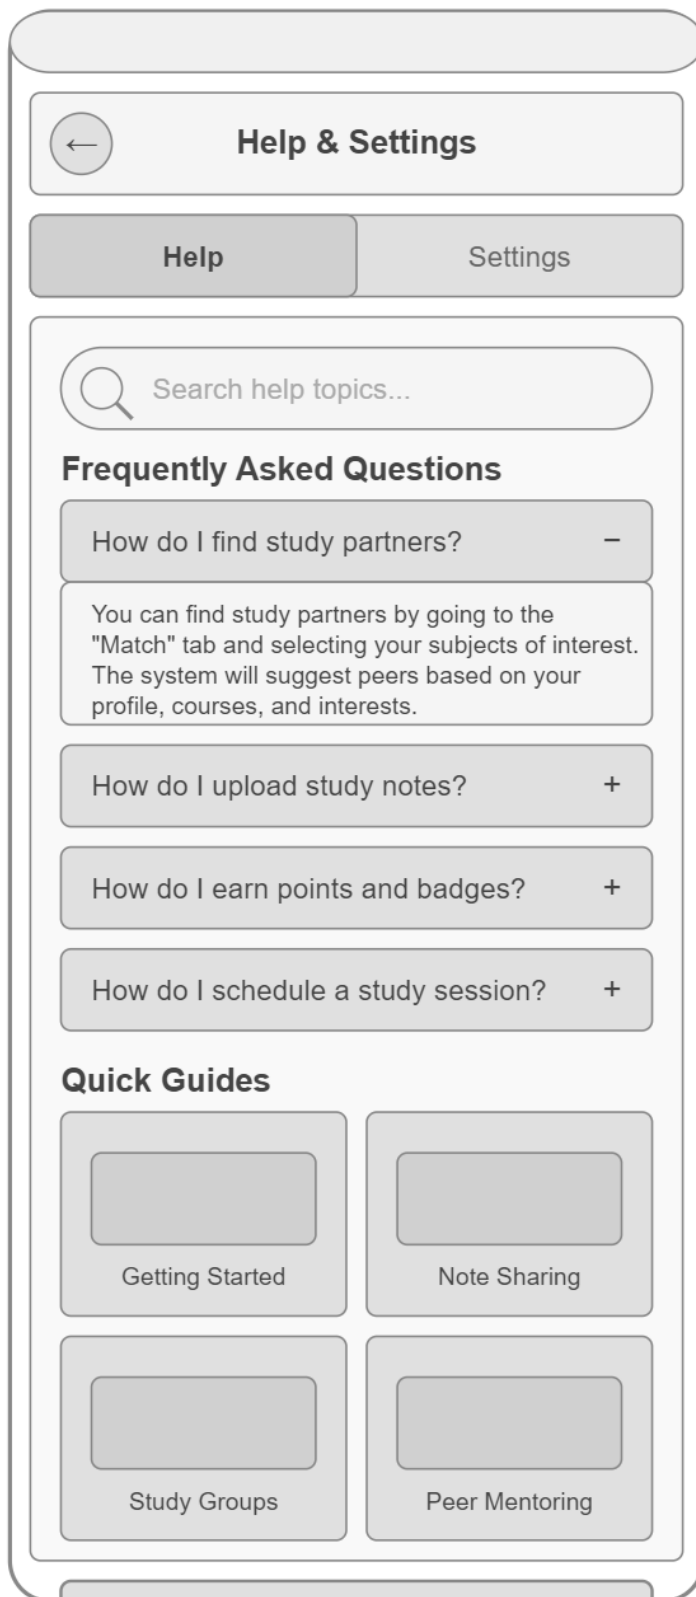 ←
Help & Settings
Help
Settings
Search help topics...
Frequently Asked Questions
How do I find study partners?
−
You can find study partners by going to the
"Match" tab and selecting your subjects of interest.
The system will suggest peers based on your
profile, courses, and interests.
How do I upload study notes?
+
How do I earn points and badges?
+
How do I schedule a study session?
+
Quick Guides
Getting Started
Note Sharing
Study Groups
Peer Mentoring